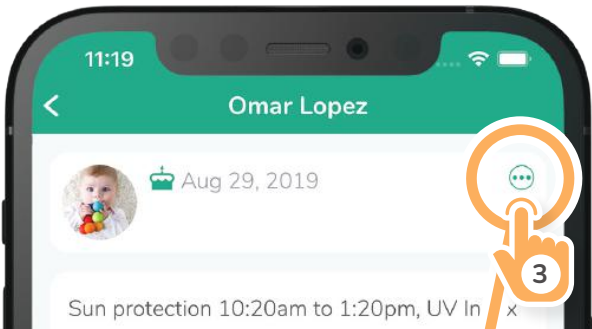 11:19
Omar Lopez
Aug 29, 2019
3
Sun protection 10:20am to 1:20pm, UV In x